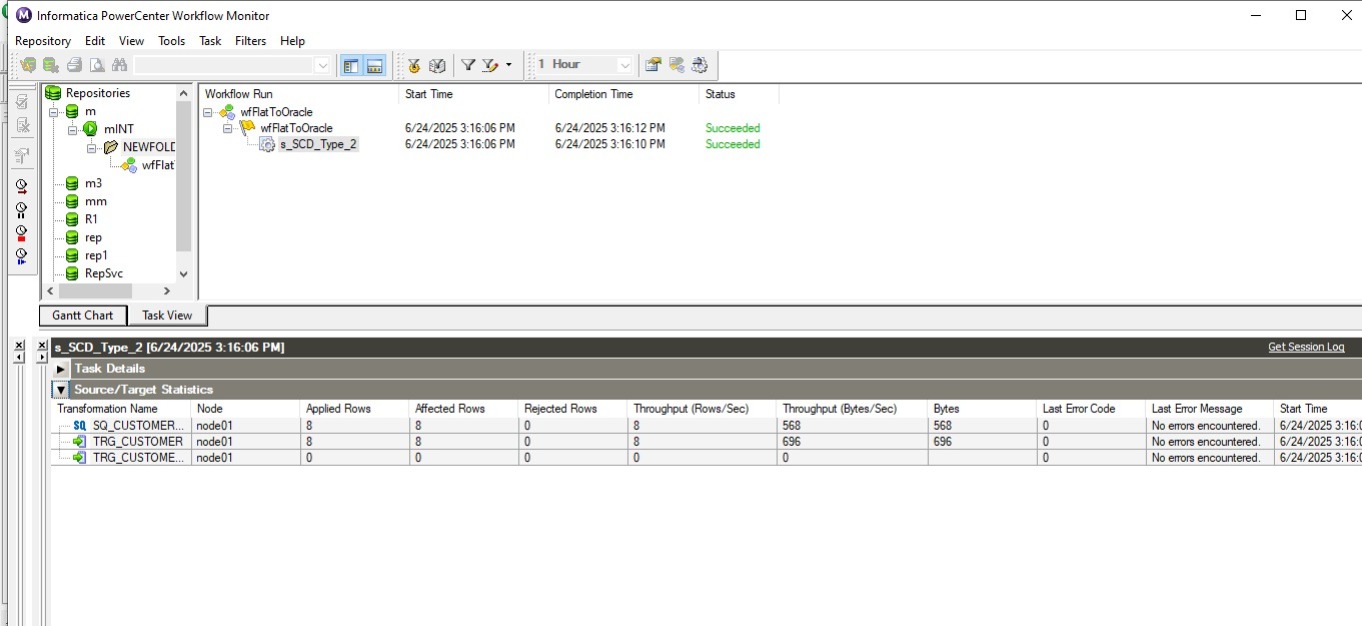 Informatica PowerCenter Workflow Monitor
Repository Edit View Tools Task Filters Help
1 Hour
Repositories
m
mINT
NEWFOLD
wfFlat
m3
mm
R1
rep
rep1
RepSvc
Workflow Run Start Time Completion Time Status
wfFlatToOracle
wfFlatToOracle 6/24/2025 3:16:06 PM 6/24/2025 3:16:12 PM Succeeded
s_SCD_Type_2 6/24/2025 3:16:06 PM 6/24/2025 3:16:10 PM Succeeded
Gantt Chart Task View
s_SCD_Type_2 [6/24/2025 3:16:06 PM] Get Session Log
Task Details
Source/Target Statistics
Transformation Name Node Applied Rows Affected Rows Rejected Rows Throughput (Rows/Sec) Throughput (Bytes/Sec) Bytes Last Error Code Last Error Message Start Time
SQ SQ_CUSTOMER... node01 8 8 0 8 568 568 0 No errors encountered. 6/24/2025 3:16:0
TRG_CUSTOMER node01 8 8 0 8 696 696 0 No errors encountered. 6/24/2025 3:16:0
TRG_CUSTOME... node01 0 0 0 0 0 0 No errors encountered. 6/24/2025 3:16:0